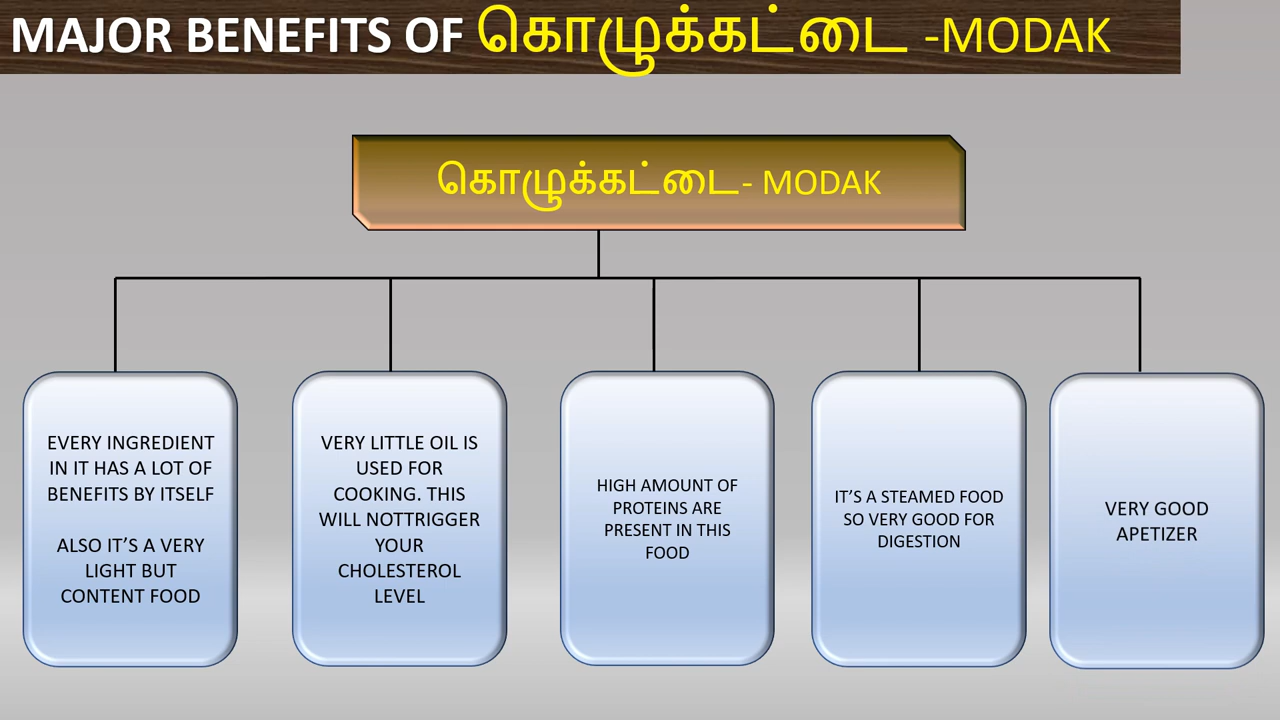 MAJOR BENEFITS OF கொழுக்கட்டை -MODAK
கொழுக்கட்டை- MODAK
EVERY INGREDIENT
IN IT HAS A LOT OF
BENEFITS BY ITSELF
ALSO IT’S A VERY
LIGHT BUT
CONTENT FOOD
VERY LITTLE OIL IS
USED FOR
COOKING. THIS
WILL NOTTRIGGER
YOUR
CHOLESTEROL
LEVEL
HIGH AMOUNT OF
PROTEINS ARE
PRESENT IN THIS
FOOD
IT’S A STEAMED FOOD
SO VERY GOOD FOR
DIGESTION
VERY GOOD
APETIZER